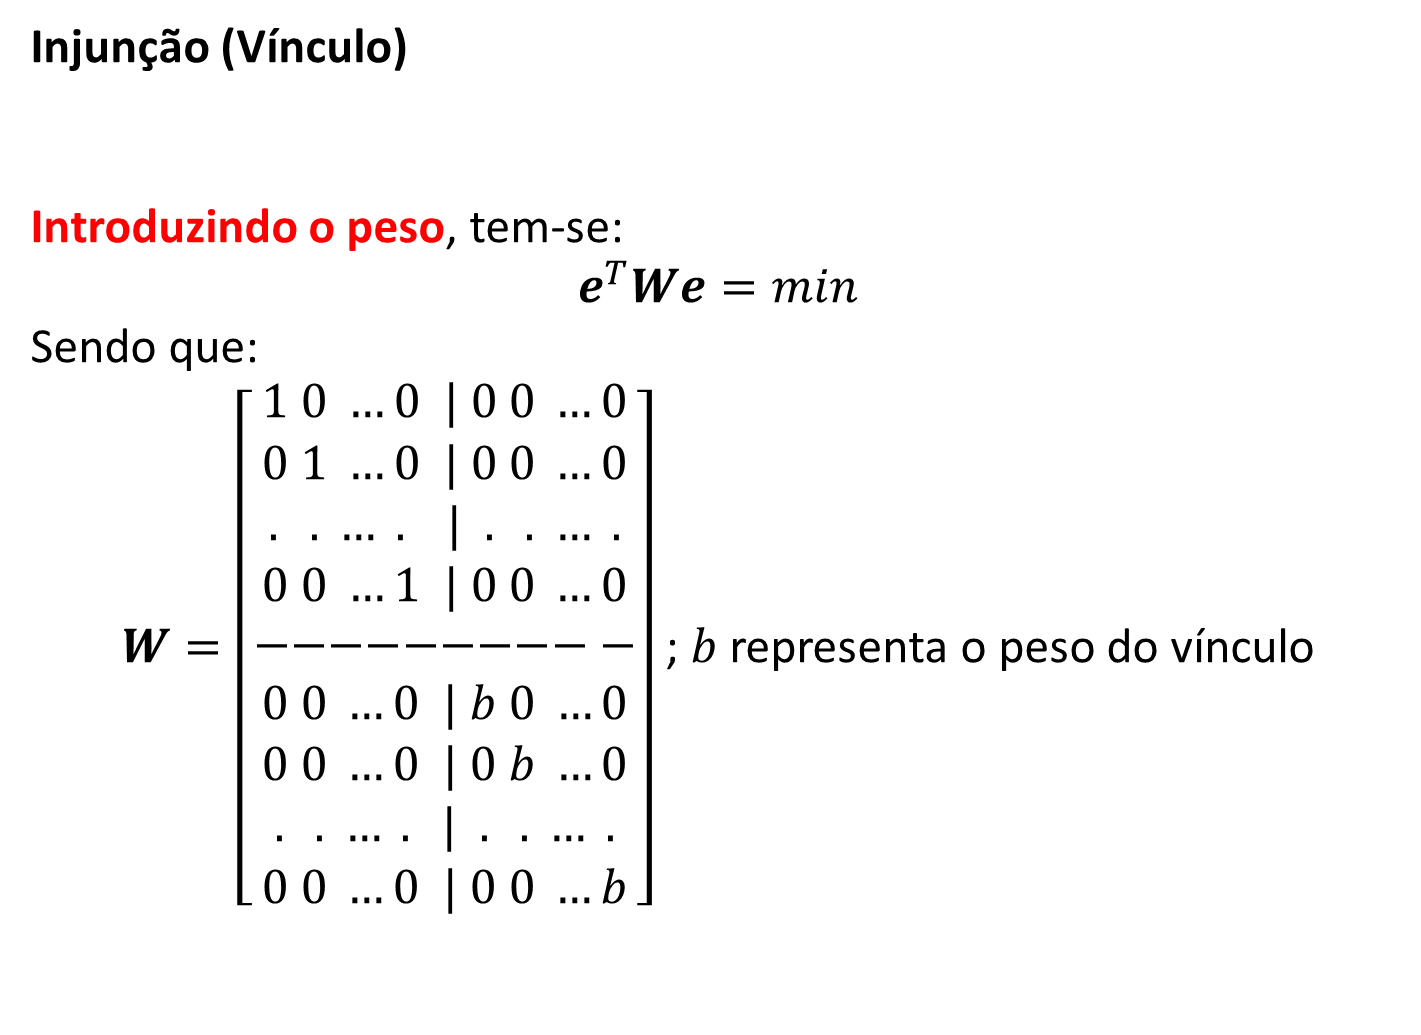 Injunção (Vínculo)
Introduzindo o peso, tem-se:
e^T W e = min
Sendo que:
1 0 ... 0 | 0 0 ... 0
0 1 ... 0 | 0 0 ... 0
. . ... . | . . ... .
0 0 ... 1 | 0 0 ... 0
W = — — — — — — — — — — ; b representa o peso do vínculo
0 0 ... 0 | b 0 ... 0
0 0 ... 0 | 0 b ... 0
. . ... . | . . ... .
0 0 ... 0 | 0 0 ... b